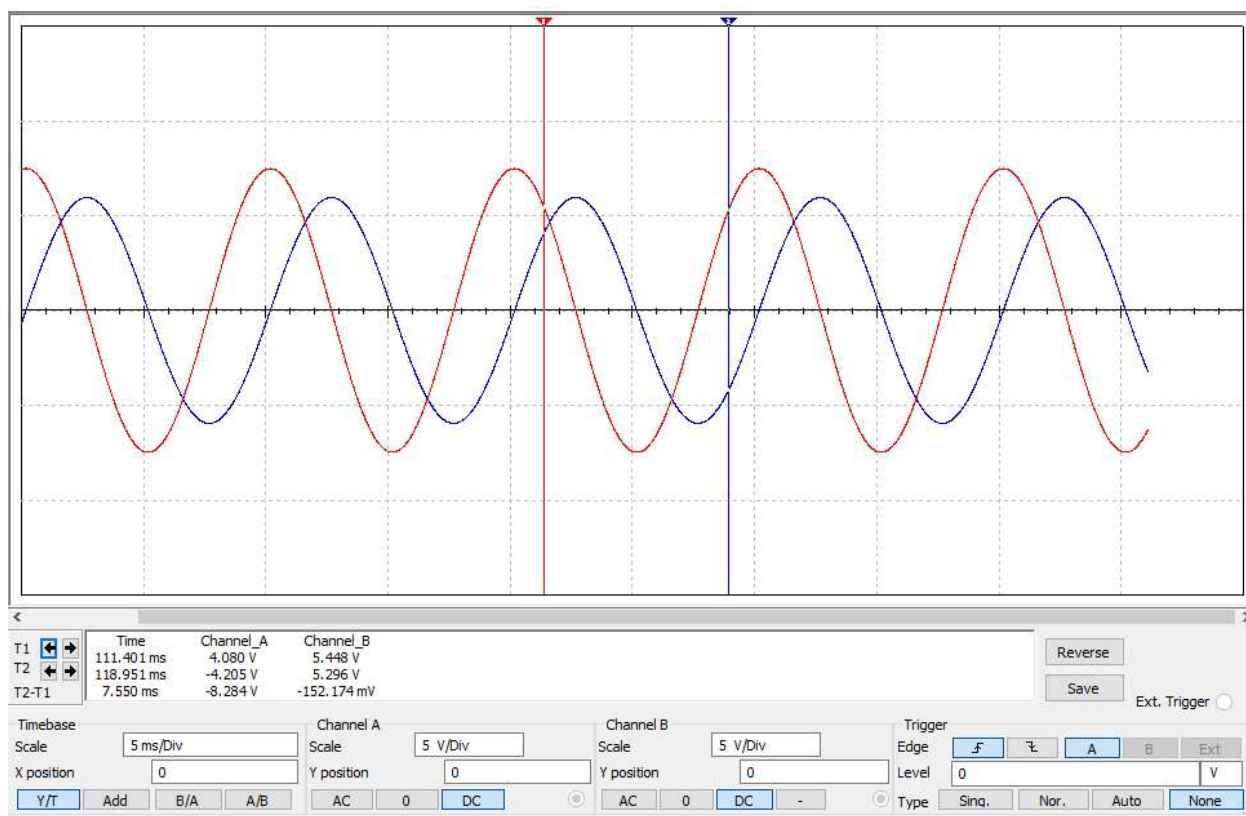 1 2
T1 T2 T2-T1
Time Channel_A Channel_B
111.401 ms 4.080 V 5.448 V
118.951 ms -4.205 V 5.296 V
7.550 ms -8.284 V -152.174 mV
Reverse
Save
Ext. Trigger
Timebase
Scale 5 ms/Div
X position 0
Y/T Add B/A A/B
Channel A
Scale 5 V/Div
Y position 0
AC 0 DC
Channel B
Scale 5 V/Div
Y position 0
AC 0 DC -
Trigger
Edge A B Ext
Level 0 V
Type Sing. Nor. Auto None